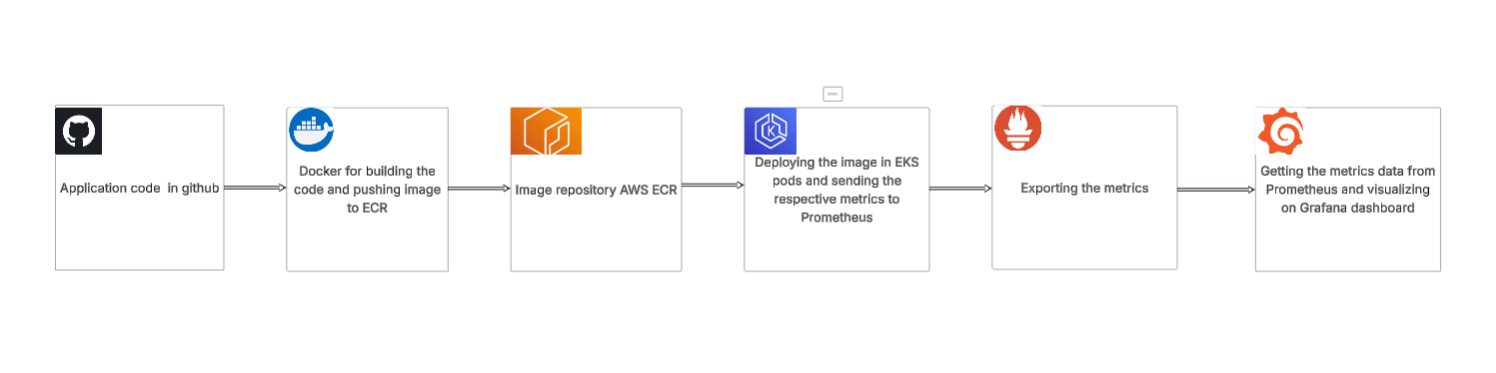 Application code in github
Docker for building the
code and pushing image
to ECR
Image repository AWS ECR
Deploying the image in EKS
pods and sending the
respective metrics to
Prometheus
Exporting the metrics
Getting the metrics data from
Prometheus and visualizing
on Grafana dashboard